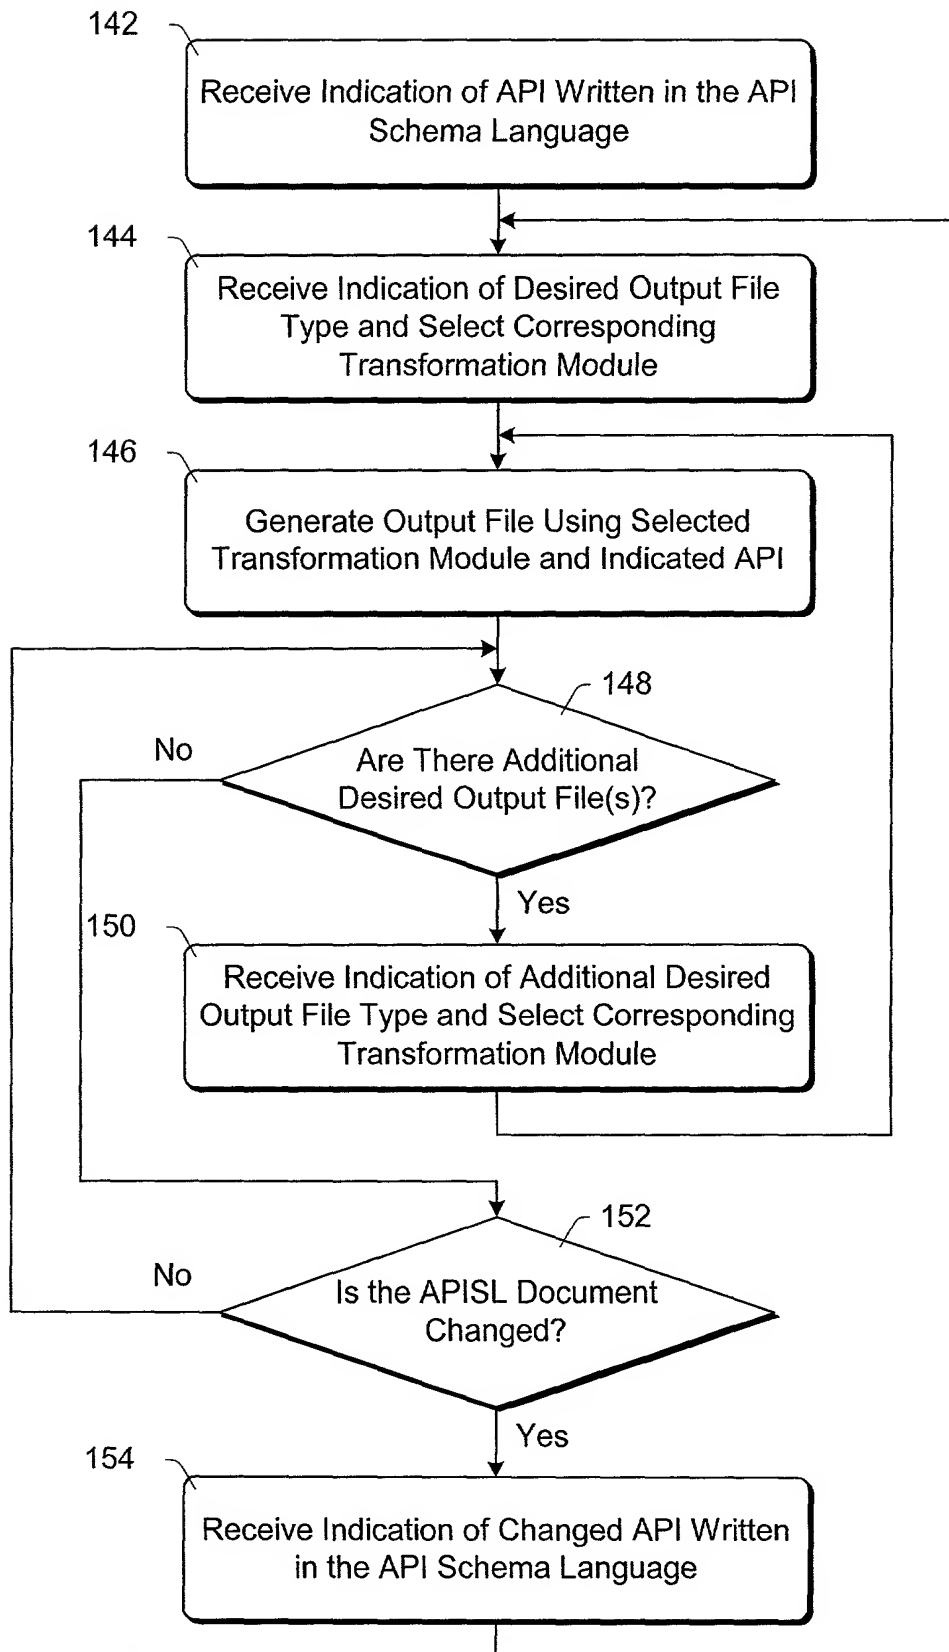 142
Receive Indication of API Written in the API
Schema Language
144
Receive Indication of Desired Output File
Type and Select Corresponding
Transformation Module
146
Generate Output File Using Selected
Transformation Module and Indicated API
148
No
Are There Additional
Desired Output File(s)?
Yes
150
Receive Indication of Additional Desired
Output File Type and Select Corresponding
Transformation Module
152
No
Is the APISL Document
Changed?
Yes
154
Receive Indication of Changed API Written
in the API Schema Language